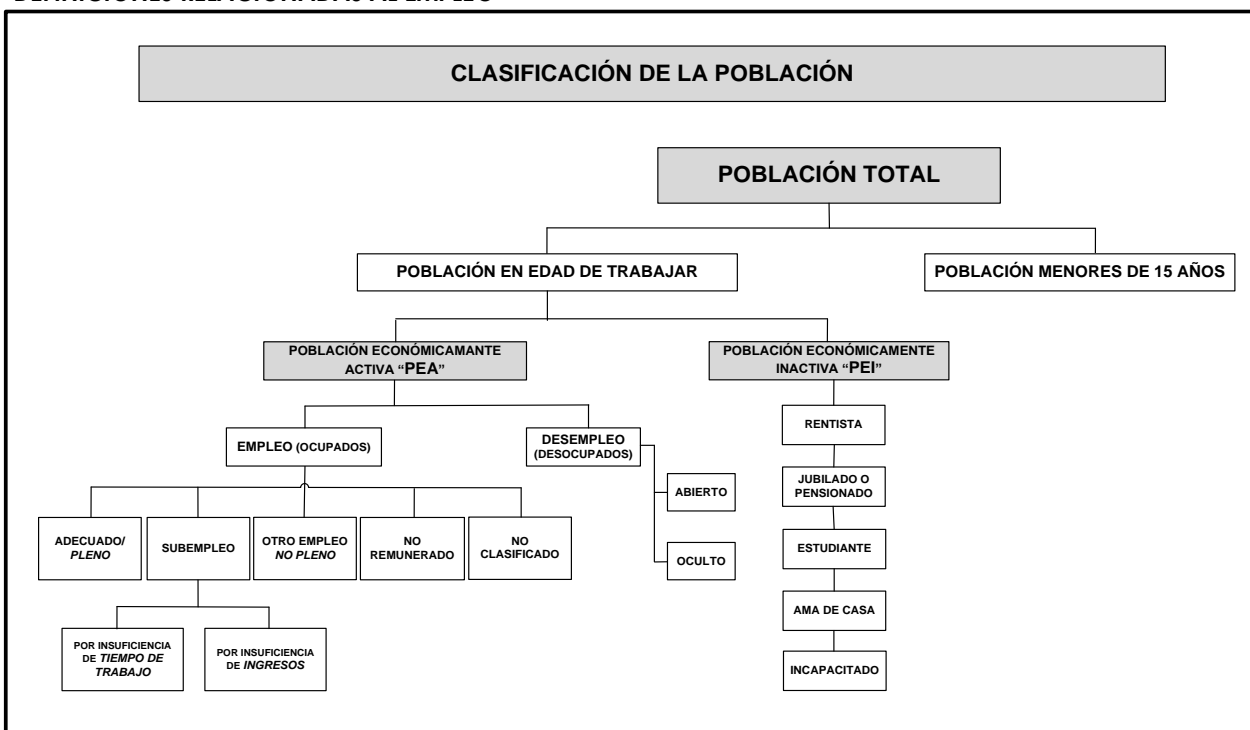 CLASIFICACIÓN DE LA POBLACIÓN
POBLACIÓN TOTAL
POBLACIÓN EN EDAD DE TRABAJAR
POBLACIÓN MENORES DE 15 AÑOS
POBLACIÓN ECONÓMICAMANTE
ACTIVA “PEA”
POBLACIÓN ECONÓMICAMENTE
INACTIVA “PEI”
EMPLEO (OCUPADOS)
DESEMPLEO
(DESOCUPADOS)
ABIERTO
OCULTO
ADECUADO/
PLENO
SUBEMPLEO
OTRO EMPLEO
NO PLENO
NO
REMUNERADO
NO
CLASIFICADO
POR INSUFICIENCIA
DE TIEMPO DE
TRABAJO
POR INSUFICIENCIA
DE INGRESOS
RENTISTA
JUBILADO O
PENSIONADO
ESTUDIANTE
AMA DE CASA
INCAPACITADO